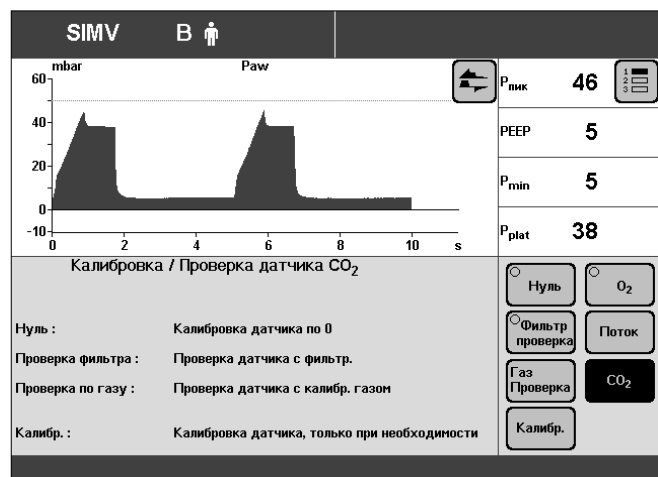 SIMV B
mbar Paw
60
40
20
0
-10
0 2 4 6 8 10 s
Pпик 46
1
2
3
PEEP 5
Pmin 5
Pplat 38
Калибровка / Проверка датчика CO2
Нуль : Калибровка датчика по 0
Проверка фильтра : Проверка датчика с фильтр.
Проверка по газу : Проверка датчика с калибр. газом
Калибр. : Калибровка датчика, только при необходимости
Нуль O2
Фильтр
проверка
Поток
Газ
Проверка
CO2
Калибр.